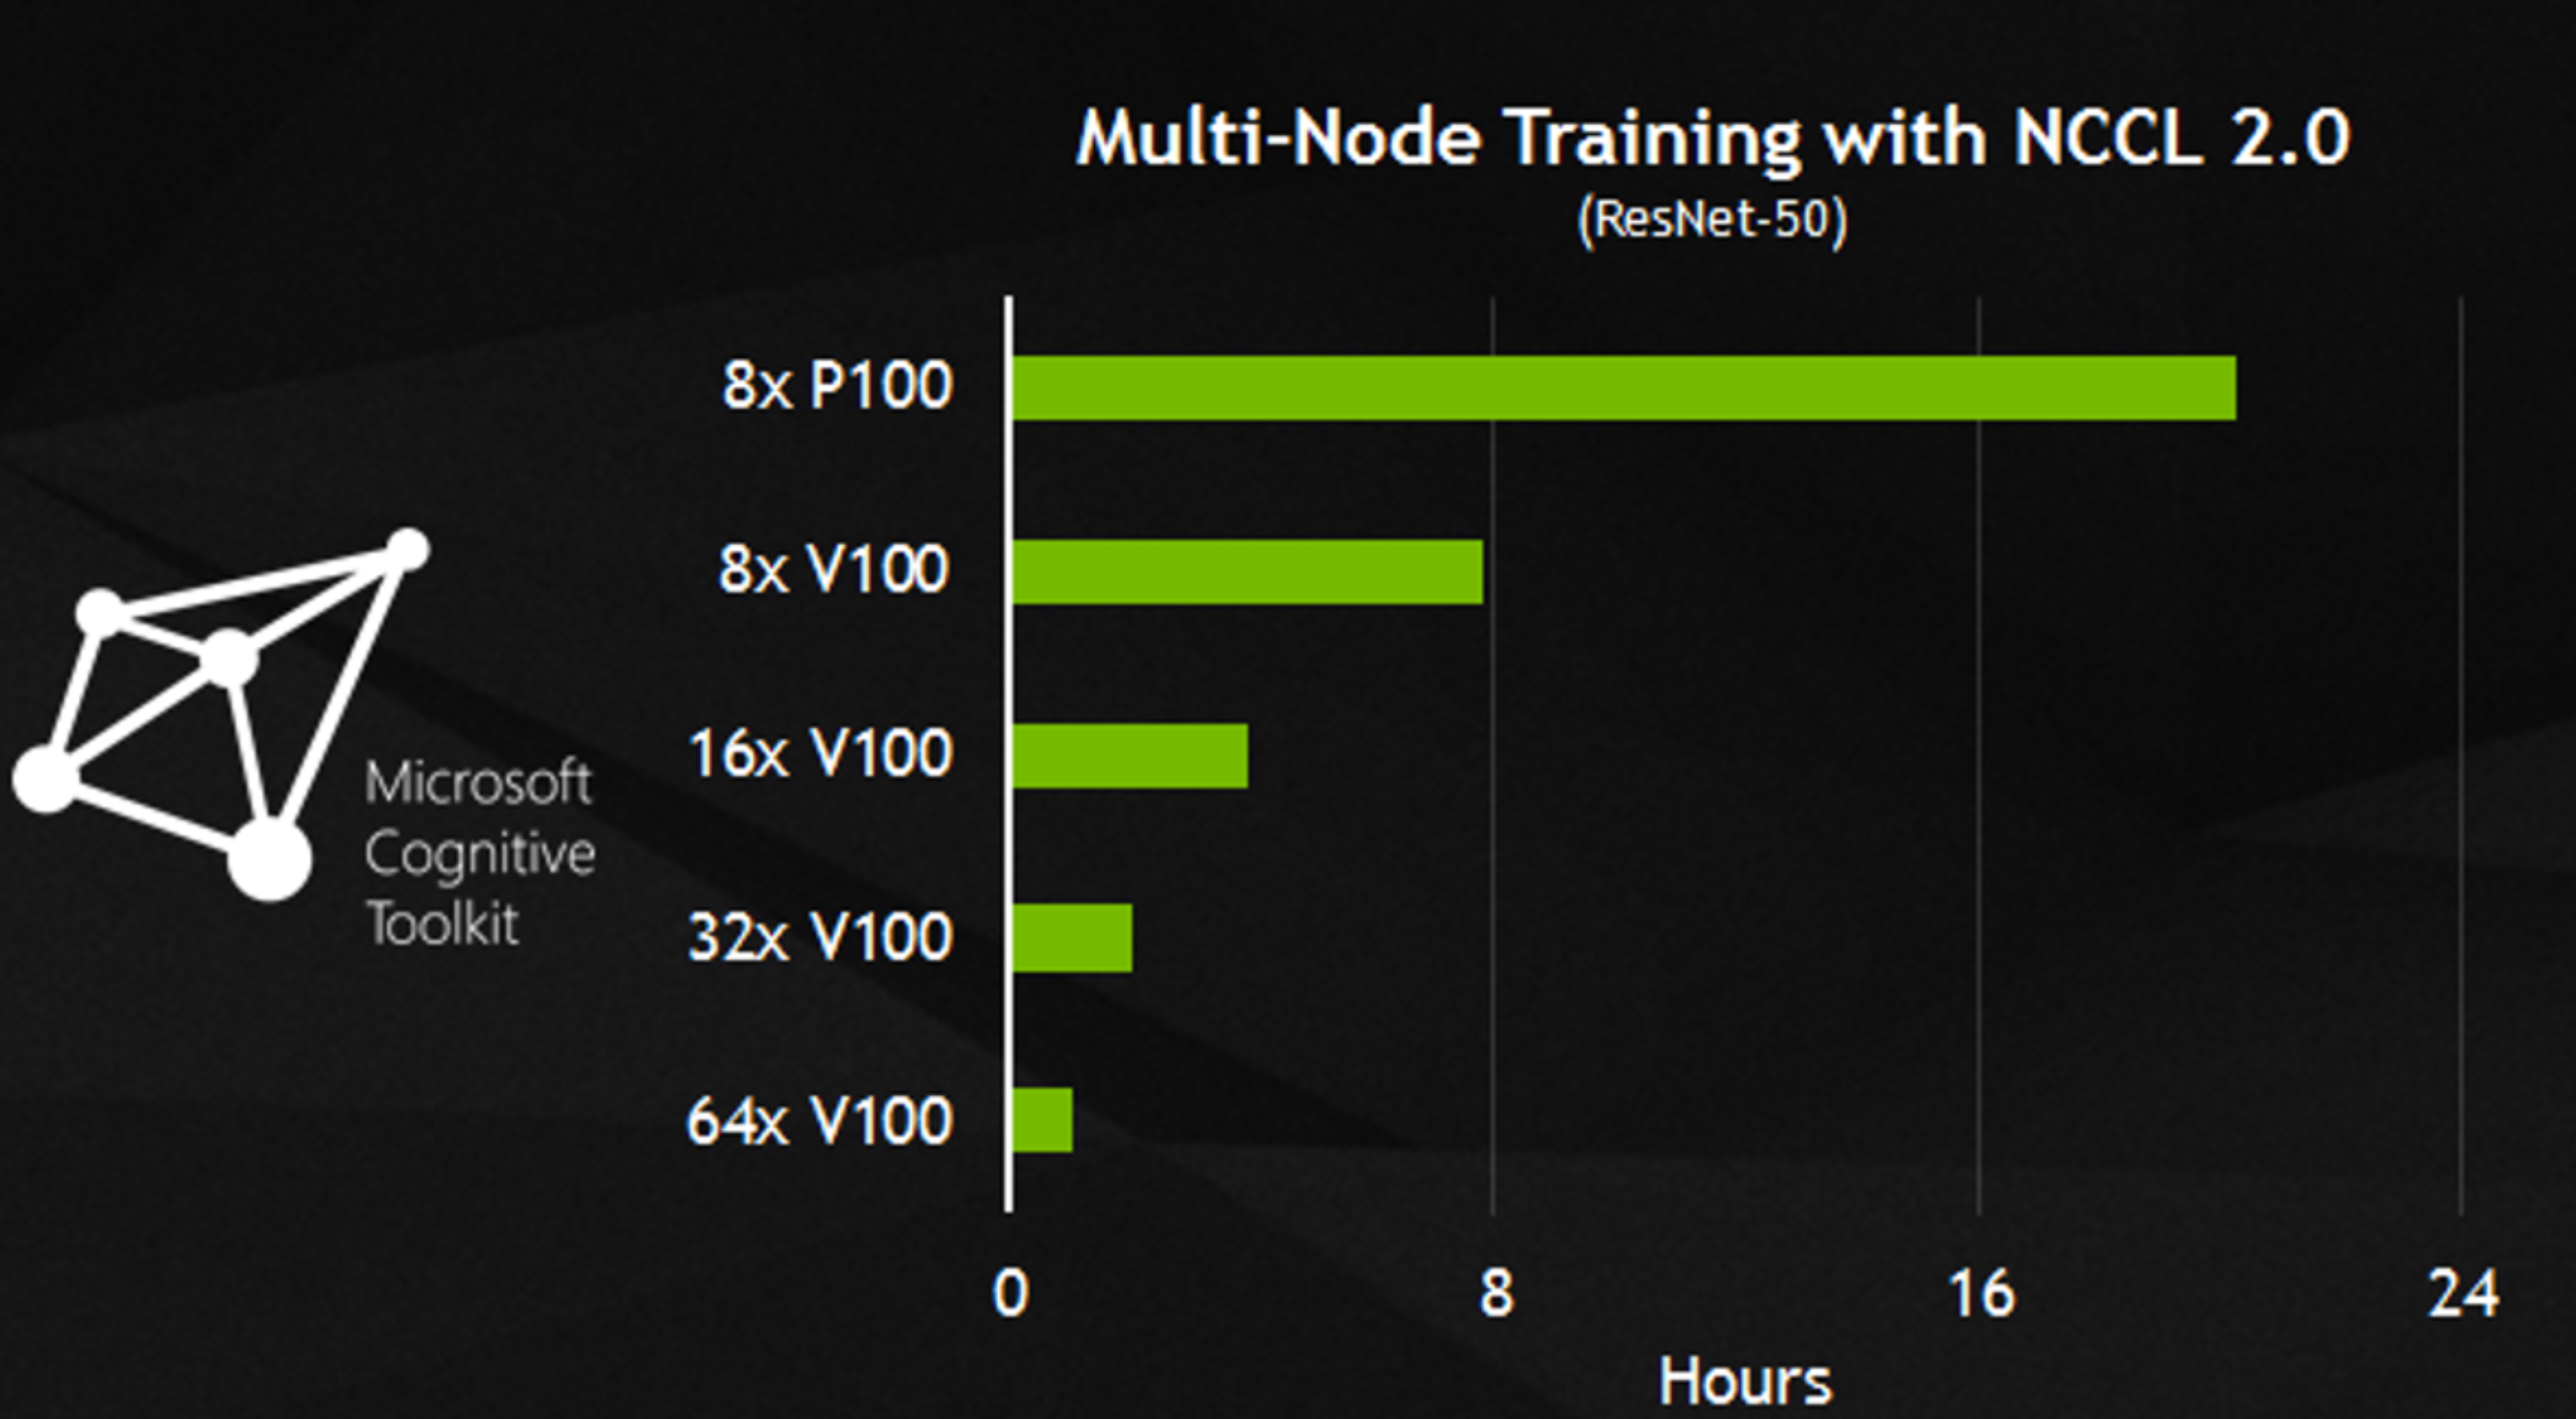 Multi-Node Training with NCCL 2.0
(ResNet-50)
8x P100
8x V100
16x V100
32x V100
64x V100
0 8 16 24
Hours
Microsoft
Cognitive
Toolkit